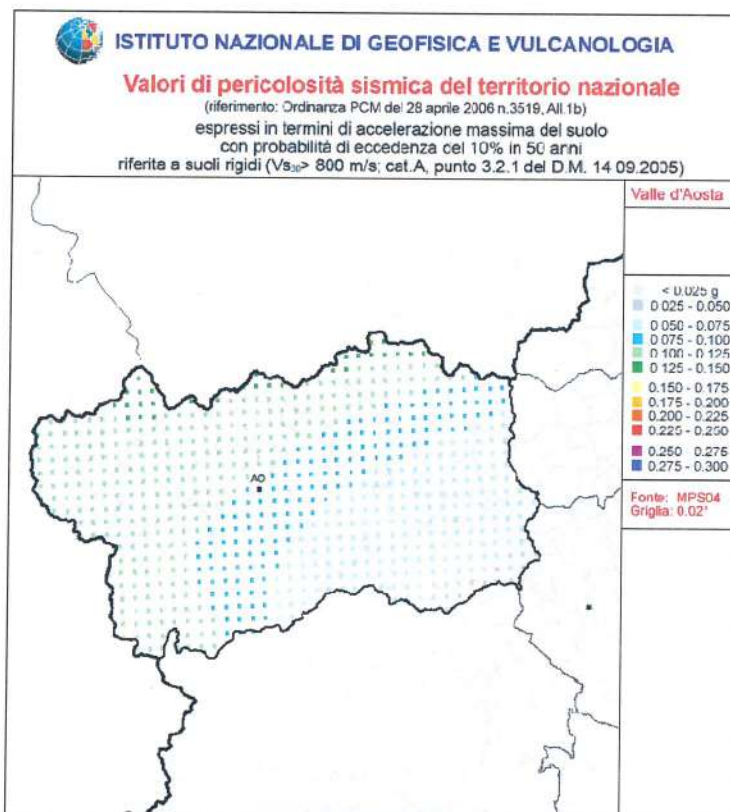 ISTITUTO NAZIONALE DI GEOFISICA E VULCANOLOGIA
Valori di pericolosità sismica del territorio nazionale
(riferimento: Ordinanza PCM del 28 aprile 2006 n.3519, All.1b)
espressi in termini di accelerazione massima del suolo
con probabilità di eccedenza del 10% in 50 anni
riferita a suoli rigidi (Vs₃₀> 800 m/s; cat.A, punto 3.2.1 del D.M. 14.09.2005)
Valle d'Aosta
< 0.025 g
0.025 - 0.050
0.050 - 0.075
0.075 - 0.100
0.100 - 0.125
0.125 - 0.150
0.150 - 0.175
0.175 - 0.200
0.200 - 0.225
0.225 - 0.250
0.250 - 0.275
0.275 - 0.300
AO
Fonte: MPS04
Griglia: 0.02°